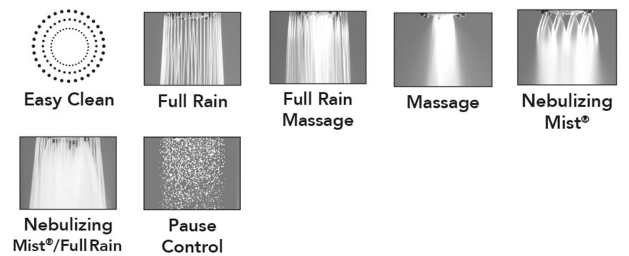 Easy Clean
Full Rain
Full Rain
Massage
Massage
Nebulizing
Mist®
Nebulizing
Mist®/Full Rain
Pause
Control